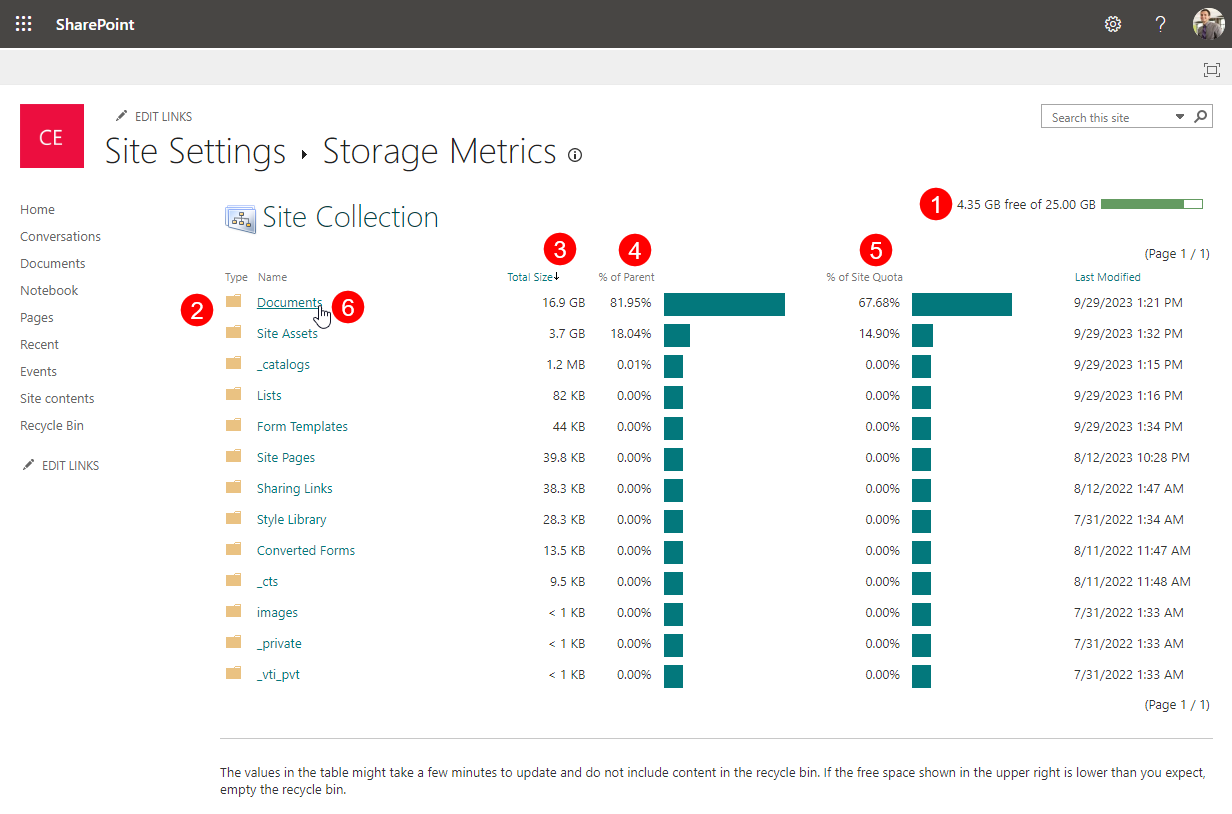 SharePoint
?
EDIT LINKS
Search this site
CE
Site Settings ▸ Storage Metrics
Home
Conversations
Documents
Notebook
Pages
Recent
Events
Site contents
Recycle Bin
EDIT LINKS
Site Collection
1 4.35 GB free of 25.00 GB
(Page 1 / 1)
3 4 5
Type Name Total Size↓ % of Parent % of Site Quota Last Modified
2 Documents 6 16.9 GB 81.95% 67.68% 9/29/2023 1:21 PM
Site Assets 3.7 GB 18.04% 14.90% 9/29/2023 1:32 PM
_catalogs 1.2 MB 0.01% 0.00% 9/29/2023 1:15 PM
Lists 82 KB 0.00% 0.00% 9/29/2023 1:16 PM
Form Templates 44 KB 0.00% 0.00% 9/29/2023 1:34 PM
Site Pages 39.8 KB 0.00% 0.00% 8/12/2023 10:28 PM
Sharing Links 38.3 KB 0.00% 0.00% 8/12/2022 1:47 AM
Style Library 28.3 KB 0.00% 0.00% 7/31/2022 1:34 AM
Converted Forms 13.5 KB 0.00% 0.00% 8/11/2022 11:47 AM
_cts 9.5 KB 0.00% 0.00% 8/11/2022 11:48 AM
images < 1 KB 0.00% 0.00% 7/31/2022 1:33 AM
_private < 1 KB 0.00% 0.00% 7/31/2022 1:33 AM
_vti_pvt < 1 KB 0.00% 0.00% 7/31/2022 1:33 AM
(Page 1 / 1)
The values in the table might take a few minutes to update and do not include content in the recycle bin. If the free space shown in the upper right is lower than you expect,
empty the recycle bin.